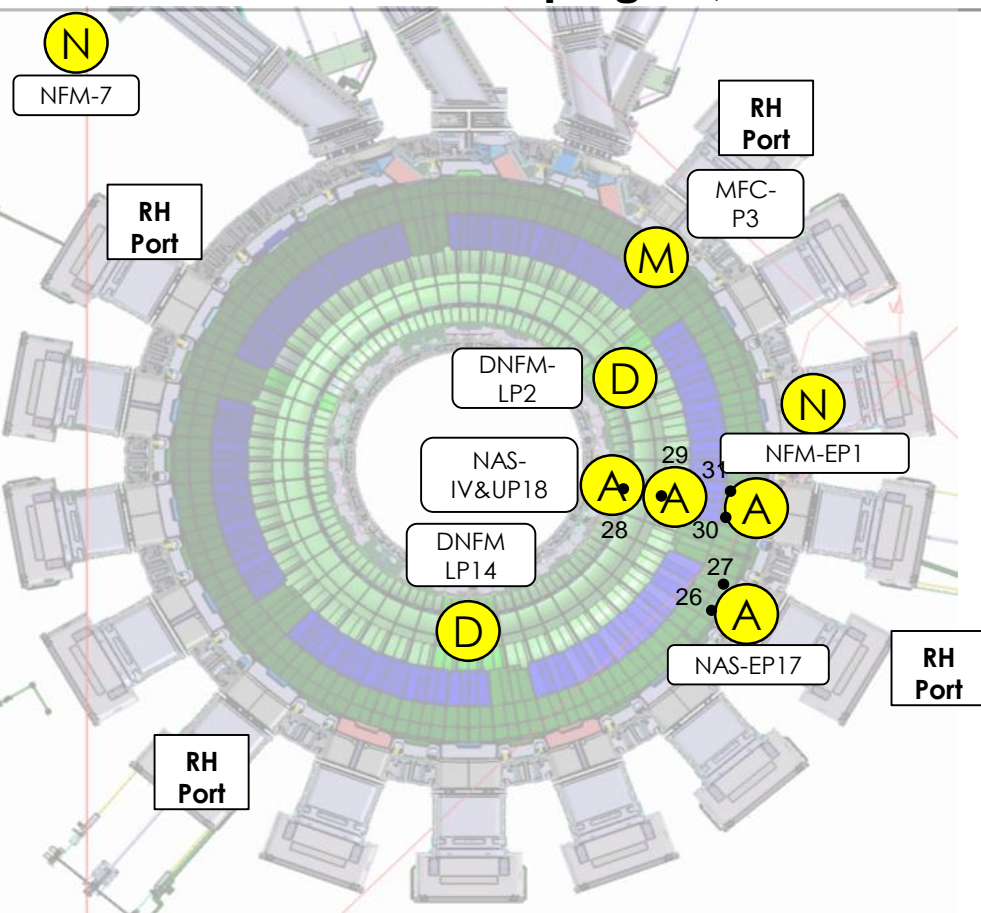 N
NFM-7
RH
Port
MFC-
P3
RH
Port
M
DNFM-
LP2
D
N
NFM-EP1
NAS-
IV&UP18
A
28
29
A
31
30
A
DNFM
LP14
D
27
26
A
NAS-EP17
RH
Port
RH
Port